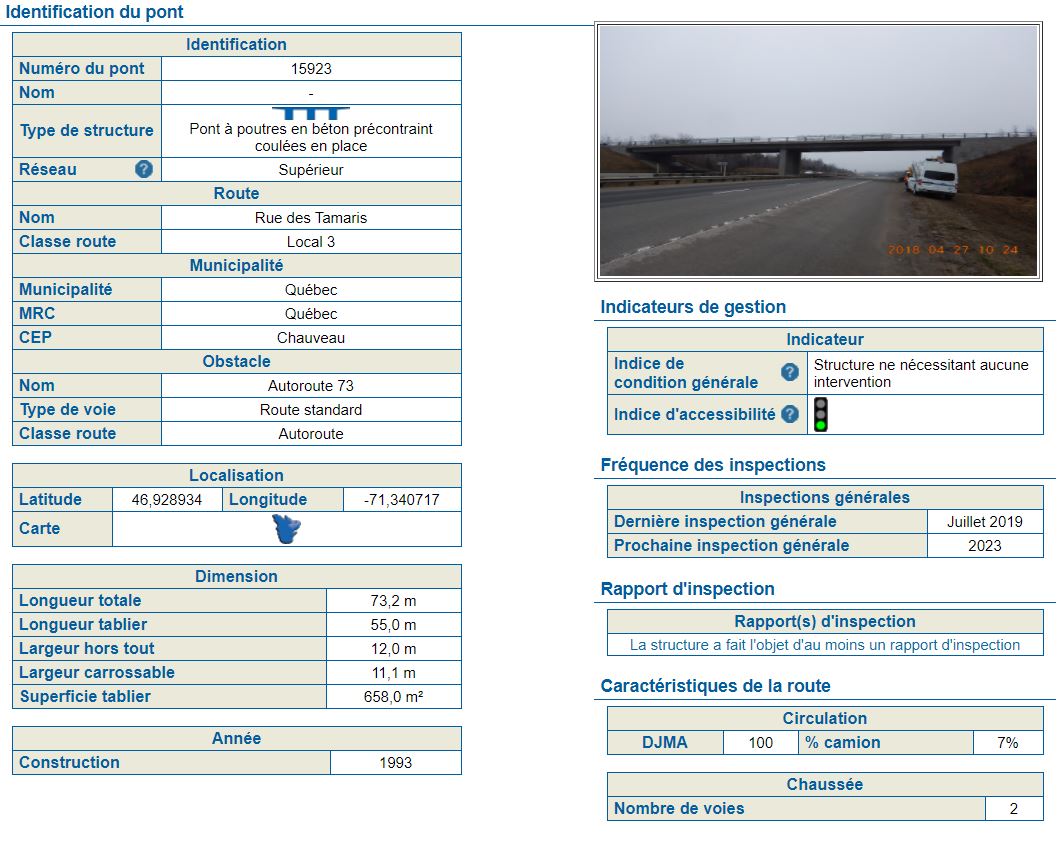 Identification du pont
Identification
Numéro du pont 15923
Nom -
Type de structure Pont à poutres en béton précontraint
coulées en place
Réseau ? Supérieur
Route
Nom Rue des Tamaris
Classe route Local 3
Municipalité
Municipalité Québec
MRC Québec
CEP Chauveau
Obstacle
Nom Autoroute 73
Type de voie Route standard
Classe route Autoroute
Localisation
Latitude 46,928934 Longitude -71,340717
Carte
Dimension
Longueur totale 73,2 m
Longueur tablier 55,0 m
Largeur hors tout 12,0 m
Largeur carrossable 11,1 m
Superficie tablier 658,0 m²
Année
Construction 1993
2018 04 27 10 24
Indicateurs de gestion
Indicateur
Indice de
condition générale ? Structure ne nécessitant aucune
intervention
Indice d'accessibilité ?
Fréquence des inspections
Inspections générales
Dernière inspection générale Juillet 2019
Prochaine inspection générale 2023
Rapport d'inspection
Rapport(s) d'inspection
La structure a fait l'objet d'au moins un rapport d'inspection
Caractéristiques de la route
Circulation
DJMA 100 % camion 7%
Chaussée
Nombre de voies 2